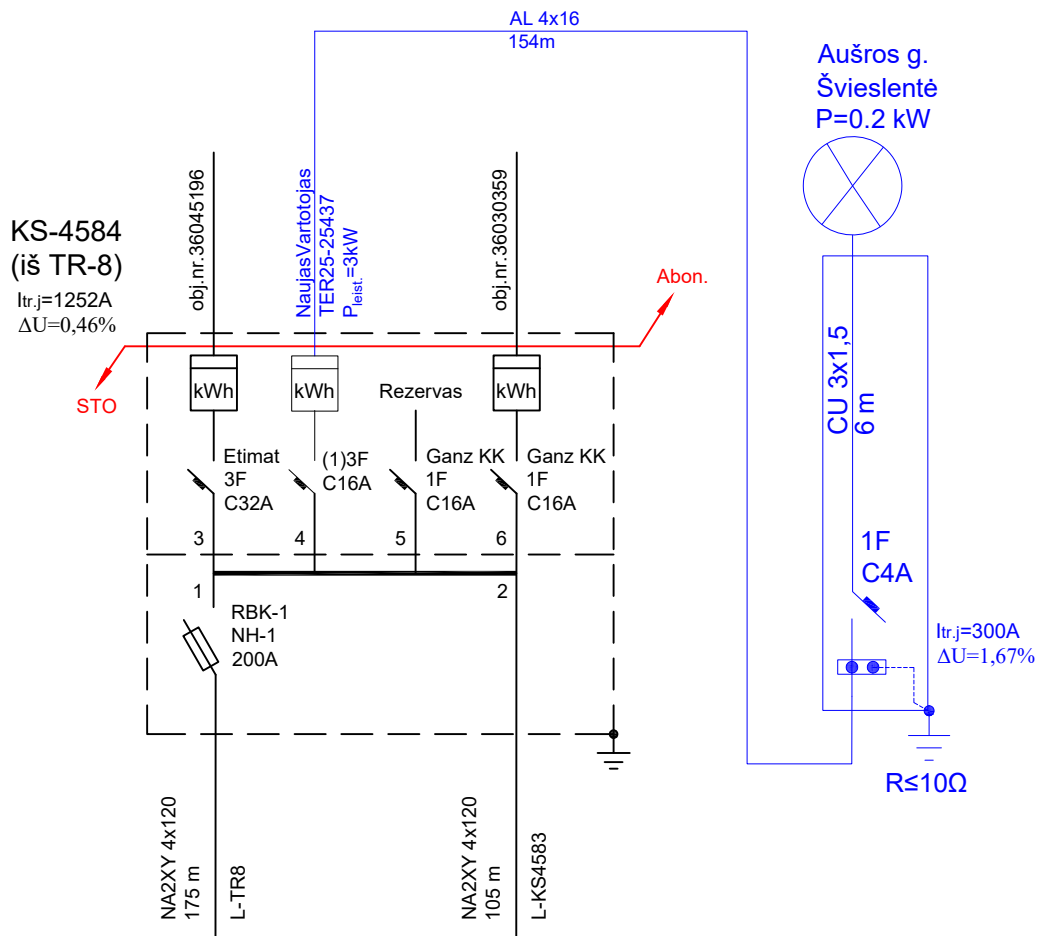 AL 4x16
154m
Aušros g.
Švieslentė
P=0.2 kW
KS-4584
(iš TR-8)
Itr.j=1252A
ΔU=0,46%
obj.nr.36045196
NaujasVartotojas
TER25-25437
Pleist.=3kW
obj.nr.36030359
Abon.
STO
kWh
kWh
Rezervas
kWh
Etimat
3F
C32A
(1)3F
C16A
Ganz KK
1F
C16A
Ganz KK
1F
C16A
3
4
5
6
1
2
RBK-1
NH-1
200A
CU 3x1,5
6 m
1F
C4A
Itr.j=300A
ΔU=1,67%
R≤10Ω
NA2XY 4x120
175 m
L-TR8
NA2XY 4x120
105 m
L-KS4583